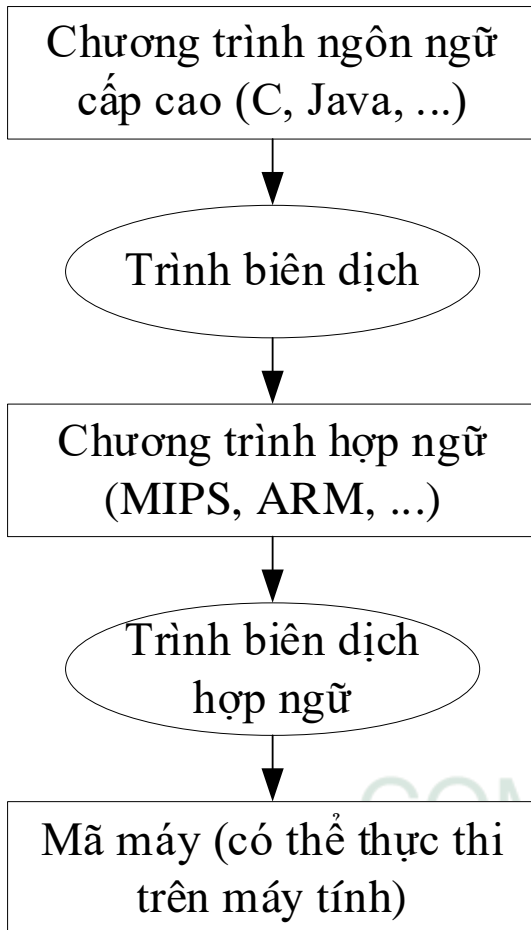 Chương trình ngôn ngữ
cấp cao (C, Java, ...)
Trình biên dịch
Chương trình hợp ngữ
(MIPS, ARM, ...)
Trình biên dịch
hợp ngữ
Mã máy (có thể thực thi
trên máy tính)